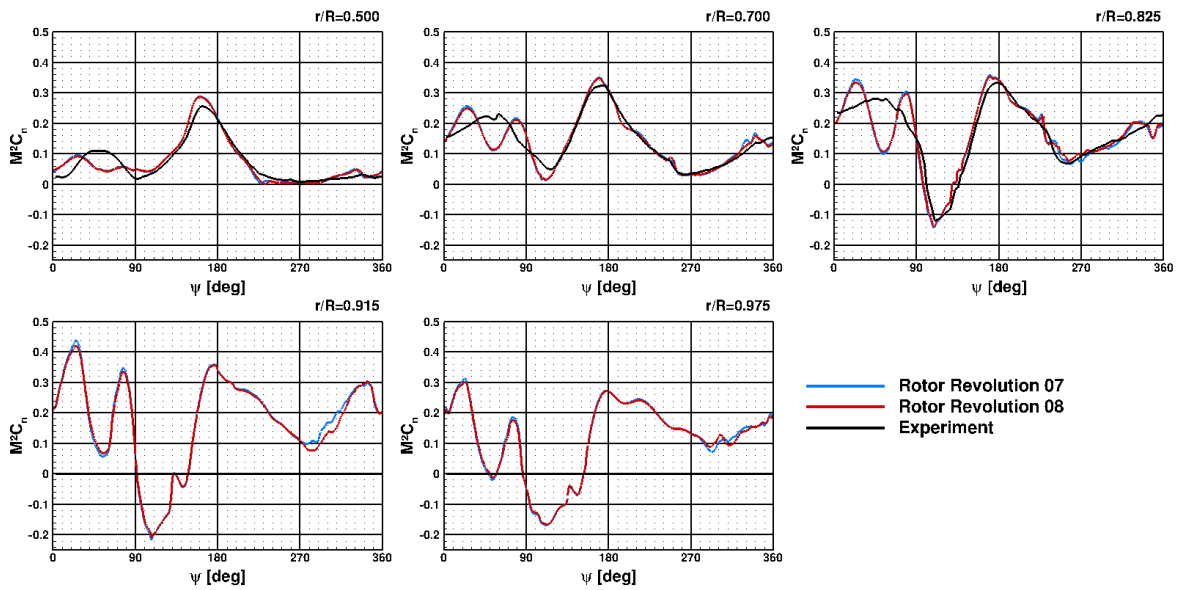 r/R=0.500
0.5
0.4
0.3
0.2
0.1
0
-0.1
-0.2
M²Cₙ
0 90 180 270 360
ψ [deg]
r/R=0.700
0.5
0.4
0.3
0.2
0.1
0
-0.1
-0.2
M²Cₙ
0 90 180 270 360
ψ [deg]
r/R=0.825
0.5
0.4
0.3
0.2
0.1
0
-0.1
-0.2
M²Cₙ
0 90 180 270 360
ψ [deg]
r/R=0.915
0.5
0.4
0.3
0.2
0.1
0
-0.1
-0.2
M²Cₙ
0 90 180 270 360
ψ [deg]
r/R=0.975
0.5
0.4
0.3
0.2
0.1
0
-0.1
-0.2
M²Cₙ
0 90 180 270 360
ψ [deg]
Rotor Revolution 07
Rotor Revolution 08
Experiment